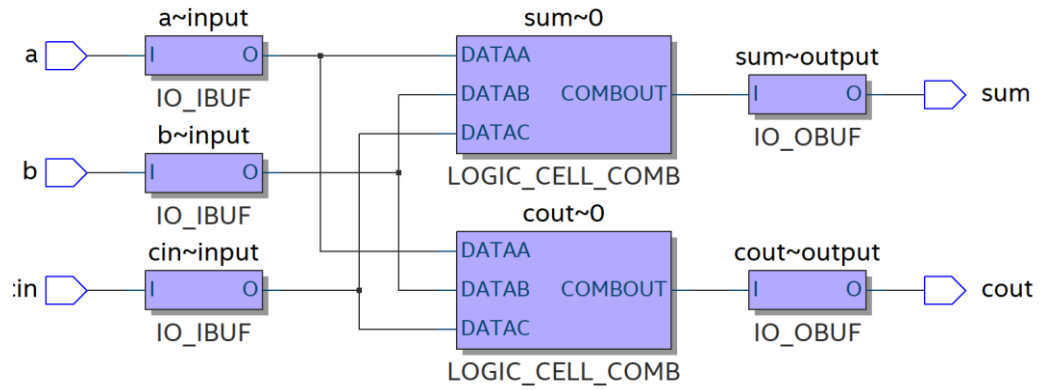 a~input
sum~0
a
I
O
DATAA
sum~output
IO_IBUF
DATAB
COMBOUT
I
O
sum
b~input
DATAC
IO_OBUF
b
I
O
LOGIC_CELL_COMB
IO_IBUF
cout~0
cin~input
DATAA
cout~output
in
I
O
DATAB
COMBOUT
I
O
cout
IO_IBUF
DATAC
IO_OBUF
LOGIC_CELL_COMB